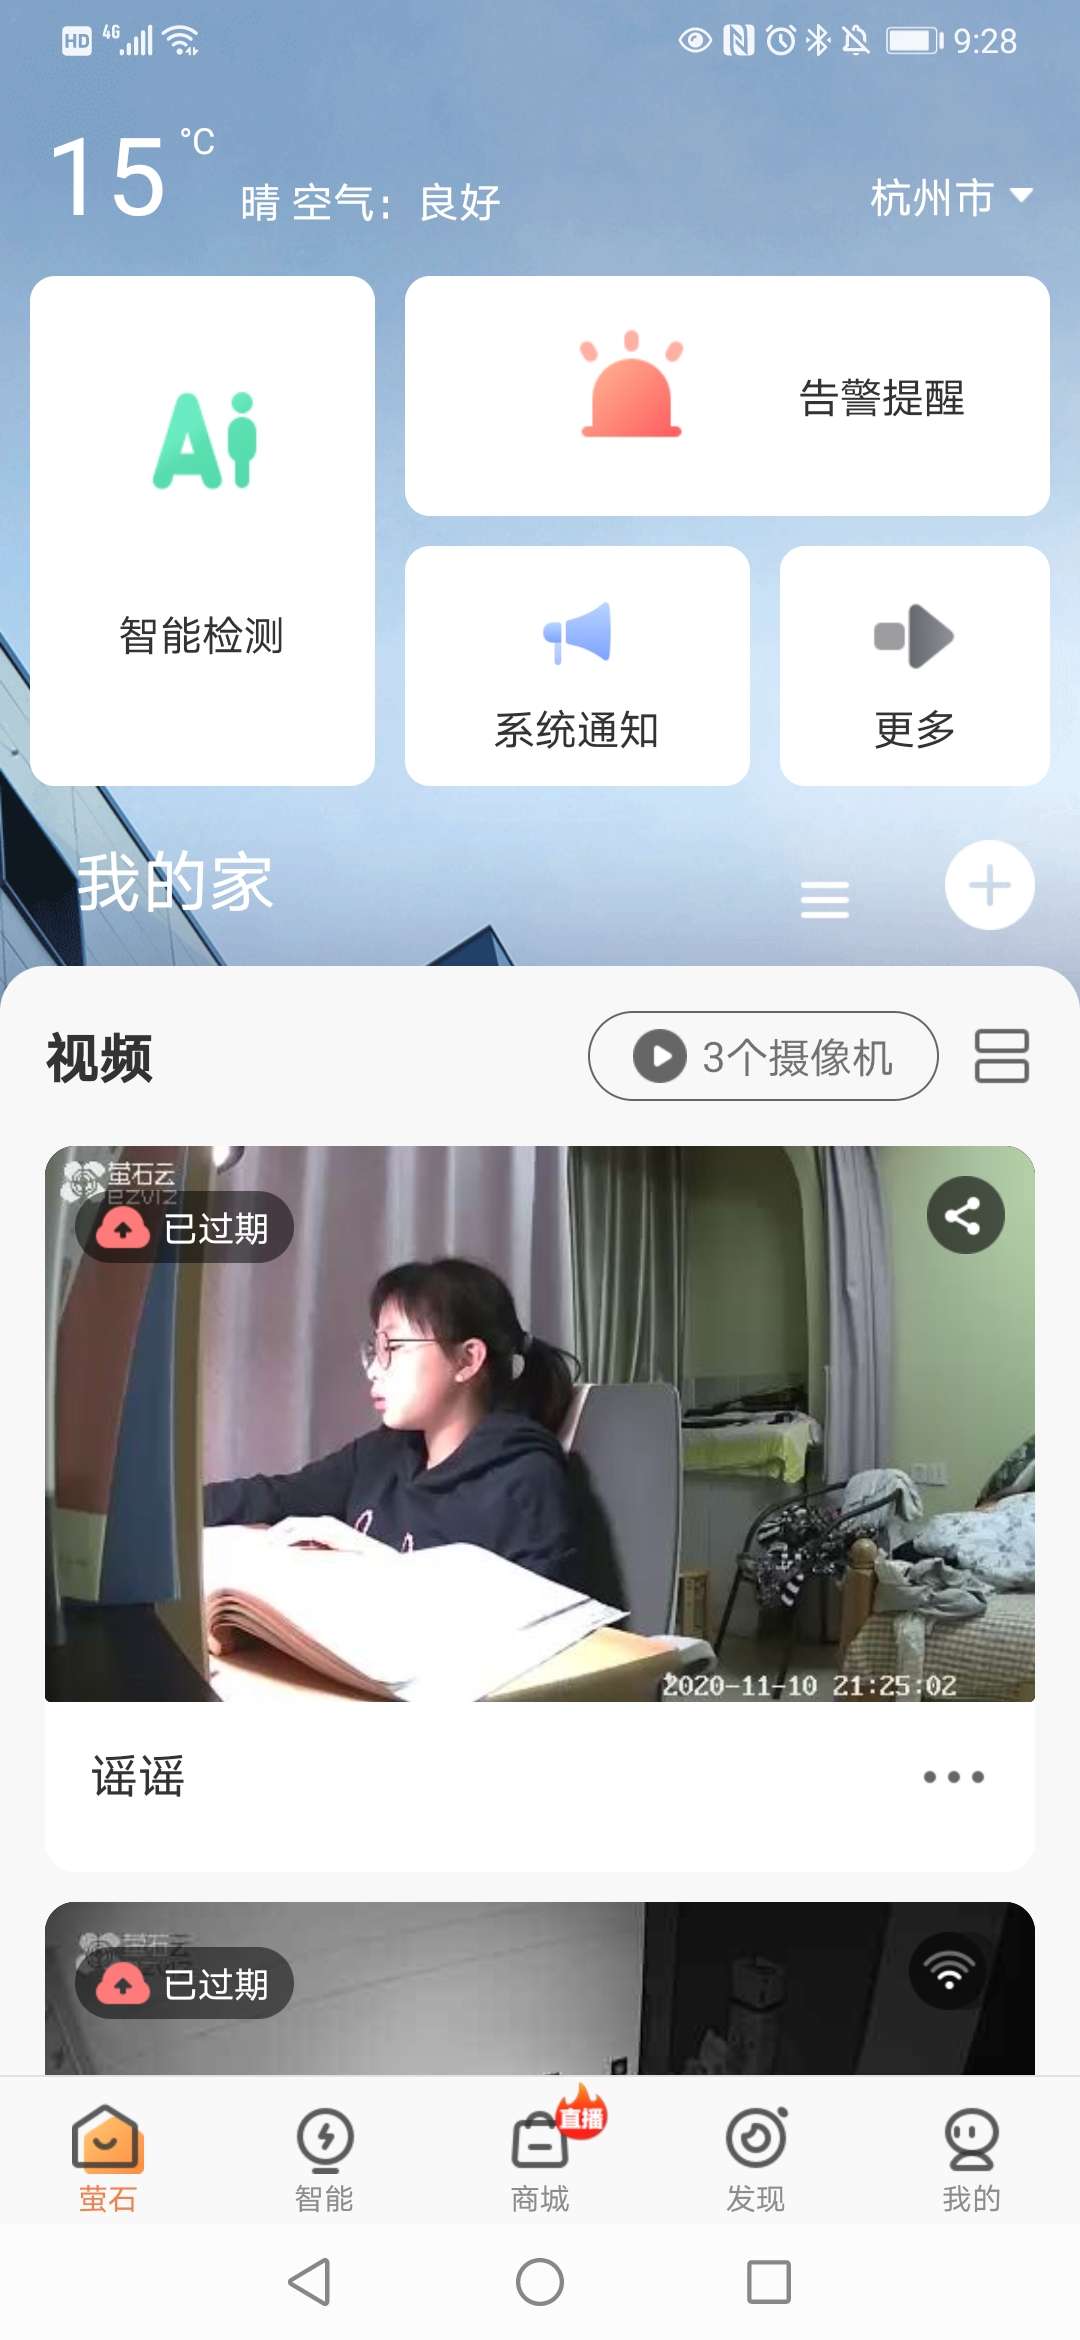 HD 4G 9:28
15 ℃
晴 空气：良好
杭州市
Ai
智能检测
告警提醒
系统通知
更多
我的家
视频
3个摄像机
萤石云
ezviz
已过期
2020-11-10 21:25:02
谣谣
萤石云
已过期
直播
萤石
智能
商城
发现
我的